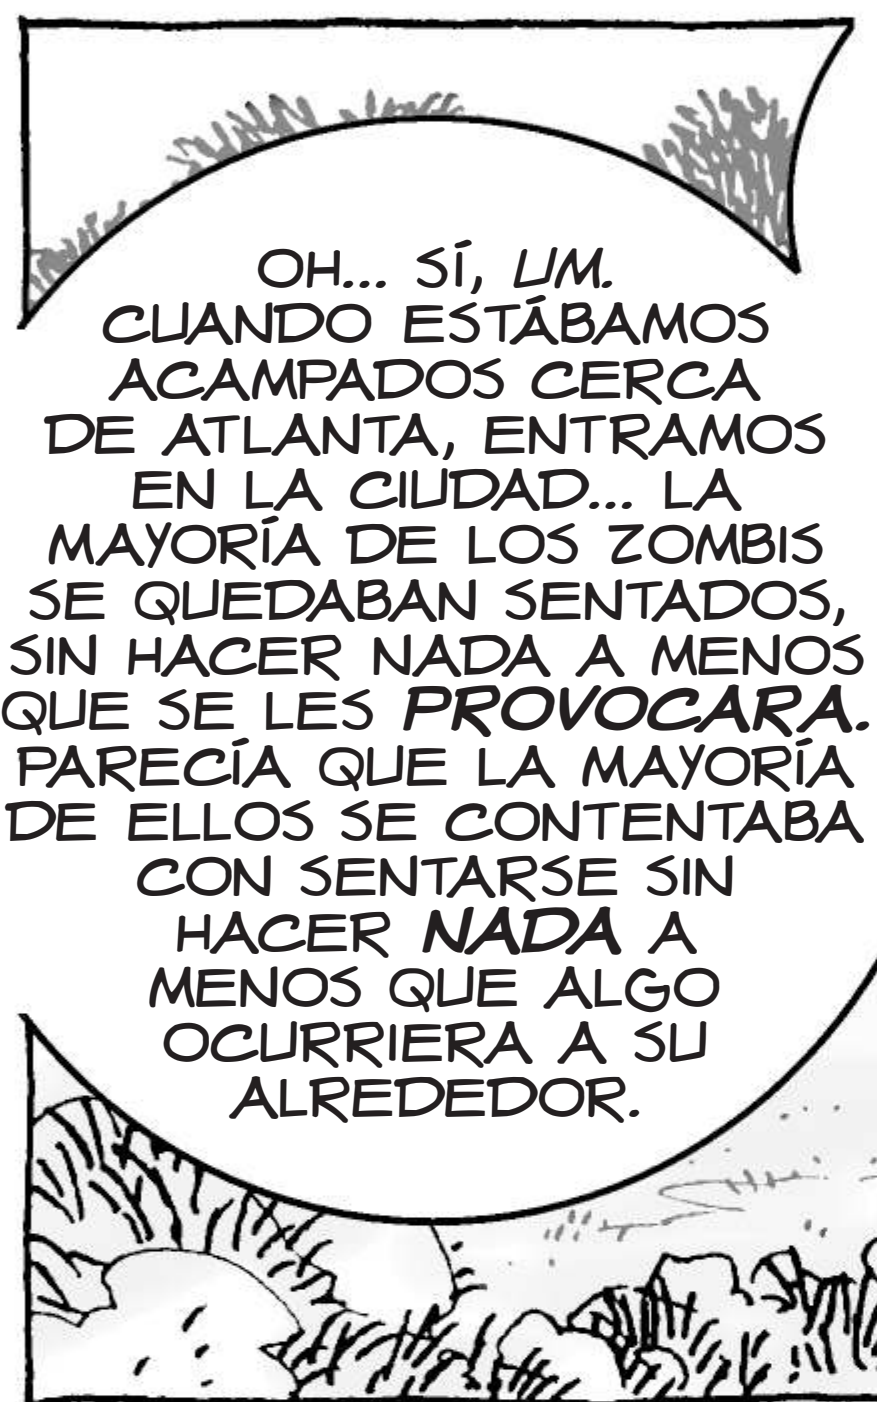 OH... SÍ, UM.
CUANDO ESTÁBAMOS
ACAMPADOS CERCA
DE ATLANTA, ENTRAMOS
EN LA CIUDAD... LA
MAYORÍA DE LOS ZOMBIS
SE QUEDABAN SENTADOS,
SIN HACER NADA A MENOS
QUE SE LES PROVOCARA.
PARECÍA QUE LA MAYORÍA
DE ELLOS SE CONTENTABA
CON SENTARSE SIN
HACER NADA A
MENOS QUE ALGO
OCURRIERA A SU
ALREDEDOR.